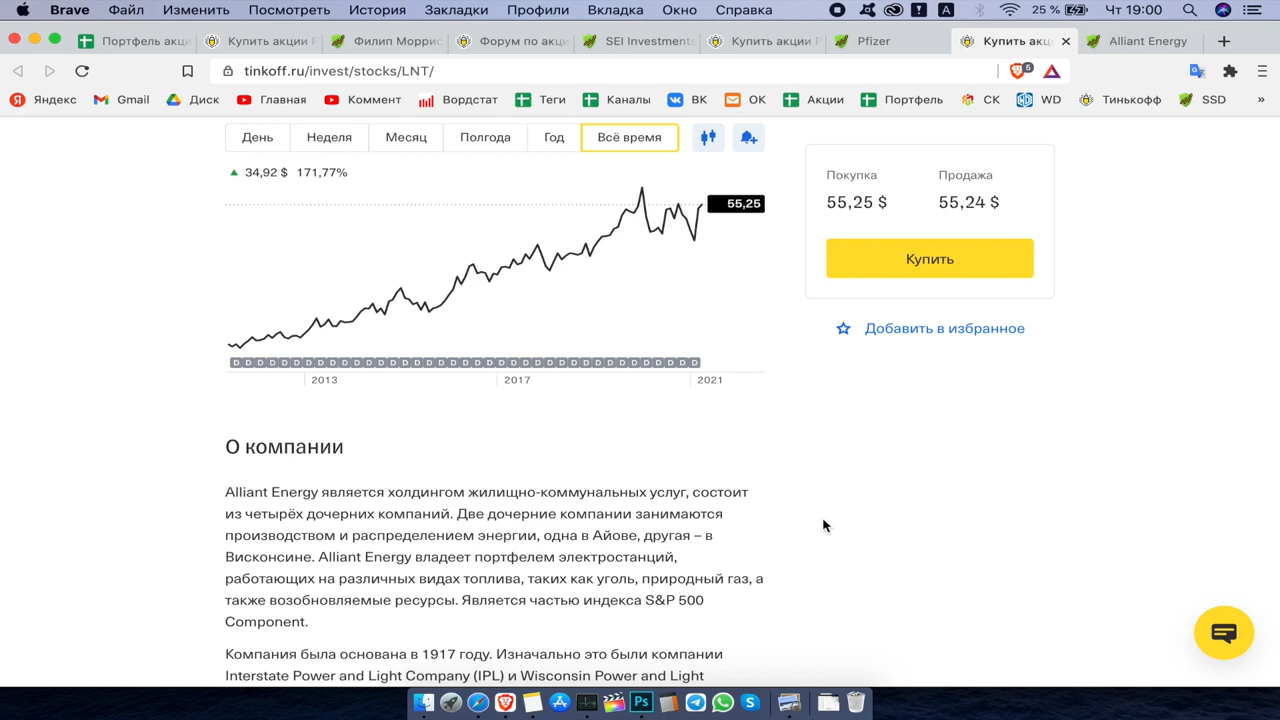 Brave Файл Изменить Посмотреть История Закладки Профили Вкладка Окно Справка A 25 % Чт 19:00
Портфель акци Купить акции F Филип Моррис Форум по акц SEI Investments Купить акции F Pfizer Купить акц Alliant Energy
tinkoff.ru/invest/stocks/LNT/ 5
Яндекс Gmail Диск Главная Коммент Вордстат Теги Каналы ВК ОК Акции Портфель СК WD Тинькофф SSD »
День Неделя Месяц Полгода Год Всё время
34,92 $ 171,77%
55,25
D D D D D D D D D D D D D D D D D D D D D D D D D D D D D D D D D D D D D D D
2013 2017 2021
Покупка Продажа
55,25 $ 55,24 $
Купить
Добавить в избранное
О компании
Alliant Energy является холдингом жилищно-коммунальных услуг, состоит
из четырёх дочерних компаний. Две дочерние компании занимаются
производством и распределением энергии, одна в Айове, другая – в
Висконсине. Alliant Energy владеет портфелем электростанций,
работающих на различных видах топлива, таких как уголь, природный газ, а
также возобновляемые ресурсы. Является частью индекса S&P 500
Component.
Компания была основана в 1917 году. Изначально это были компании
Interstate Power and Light Company (IPL) и Wisconsin Power and Light
Ps